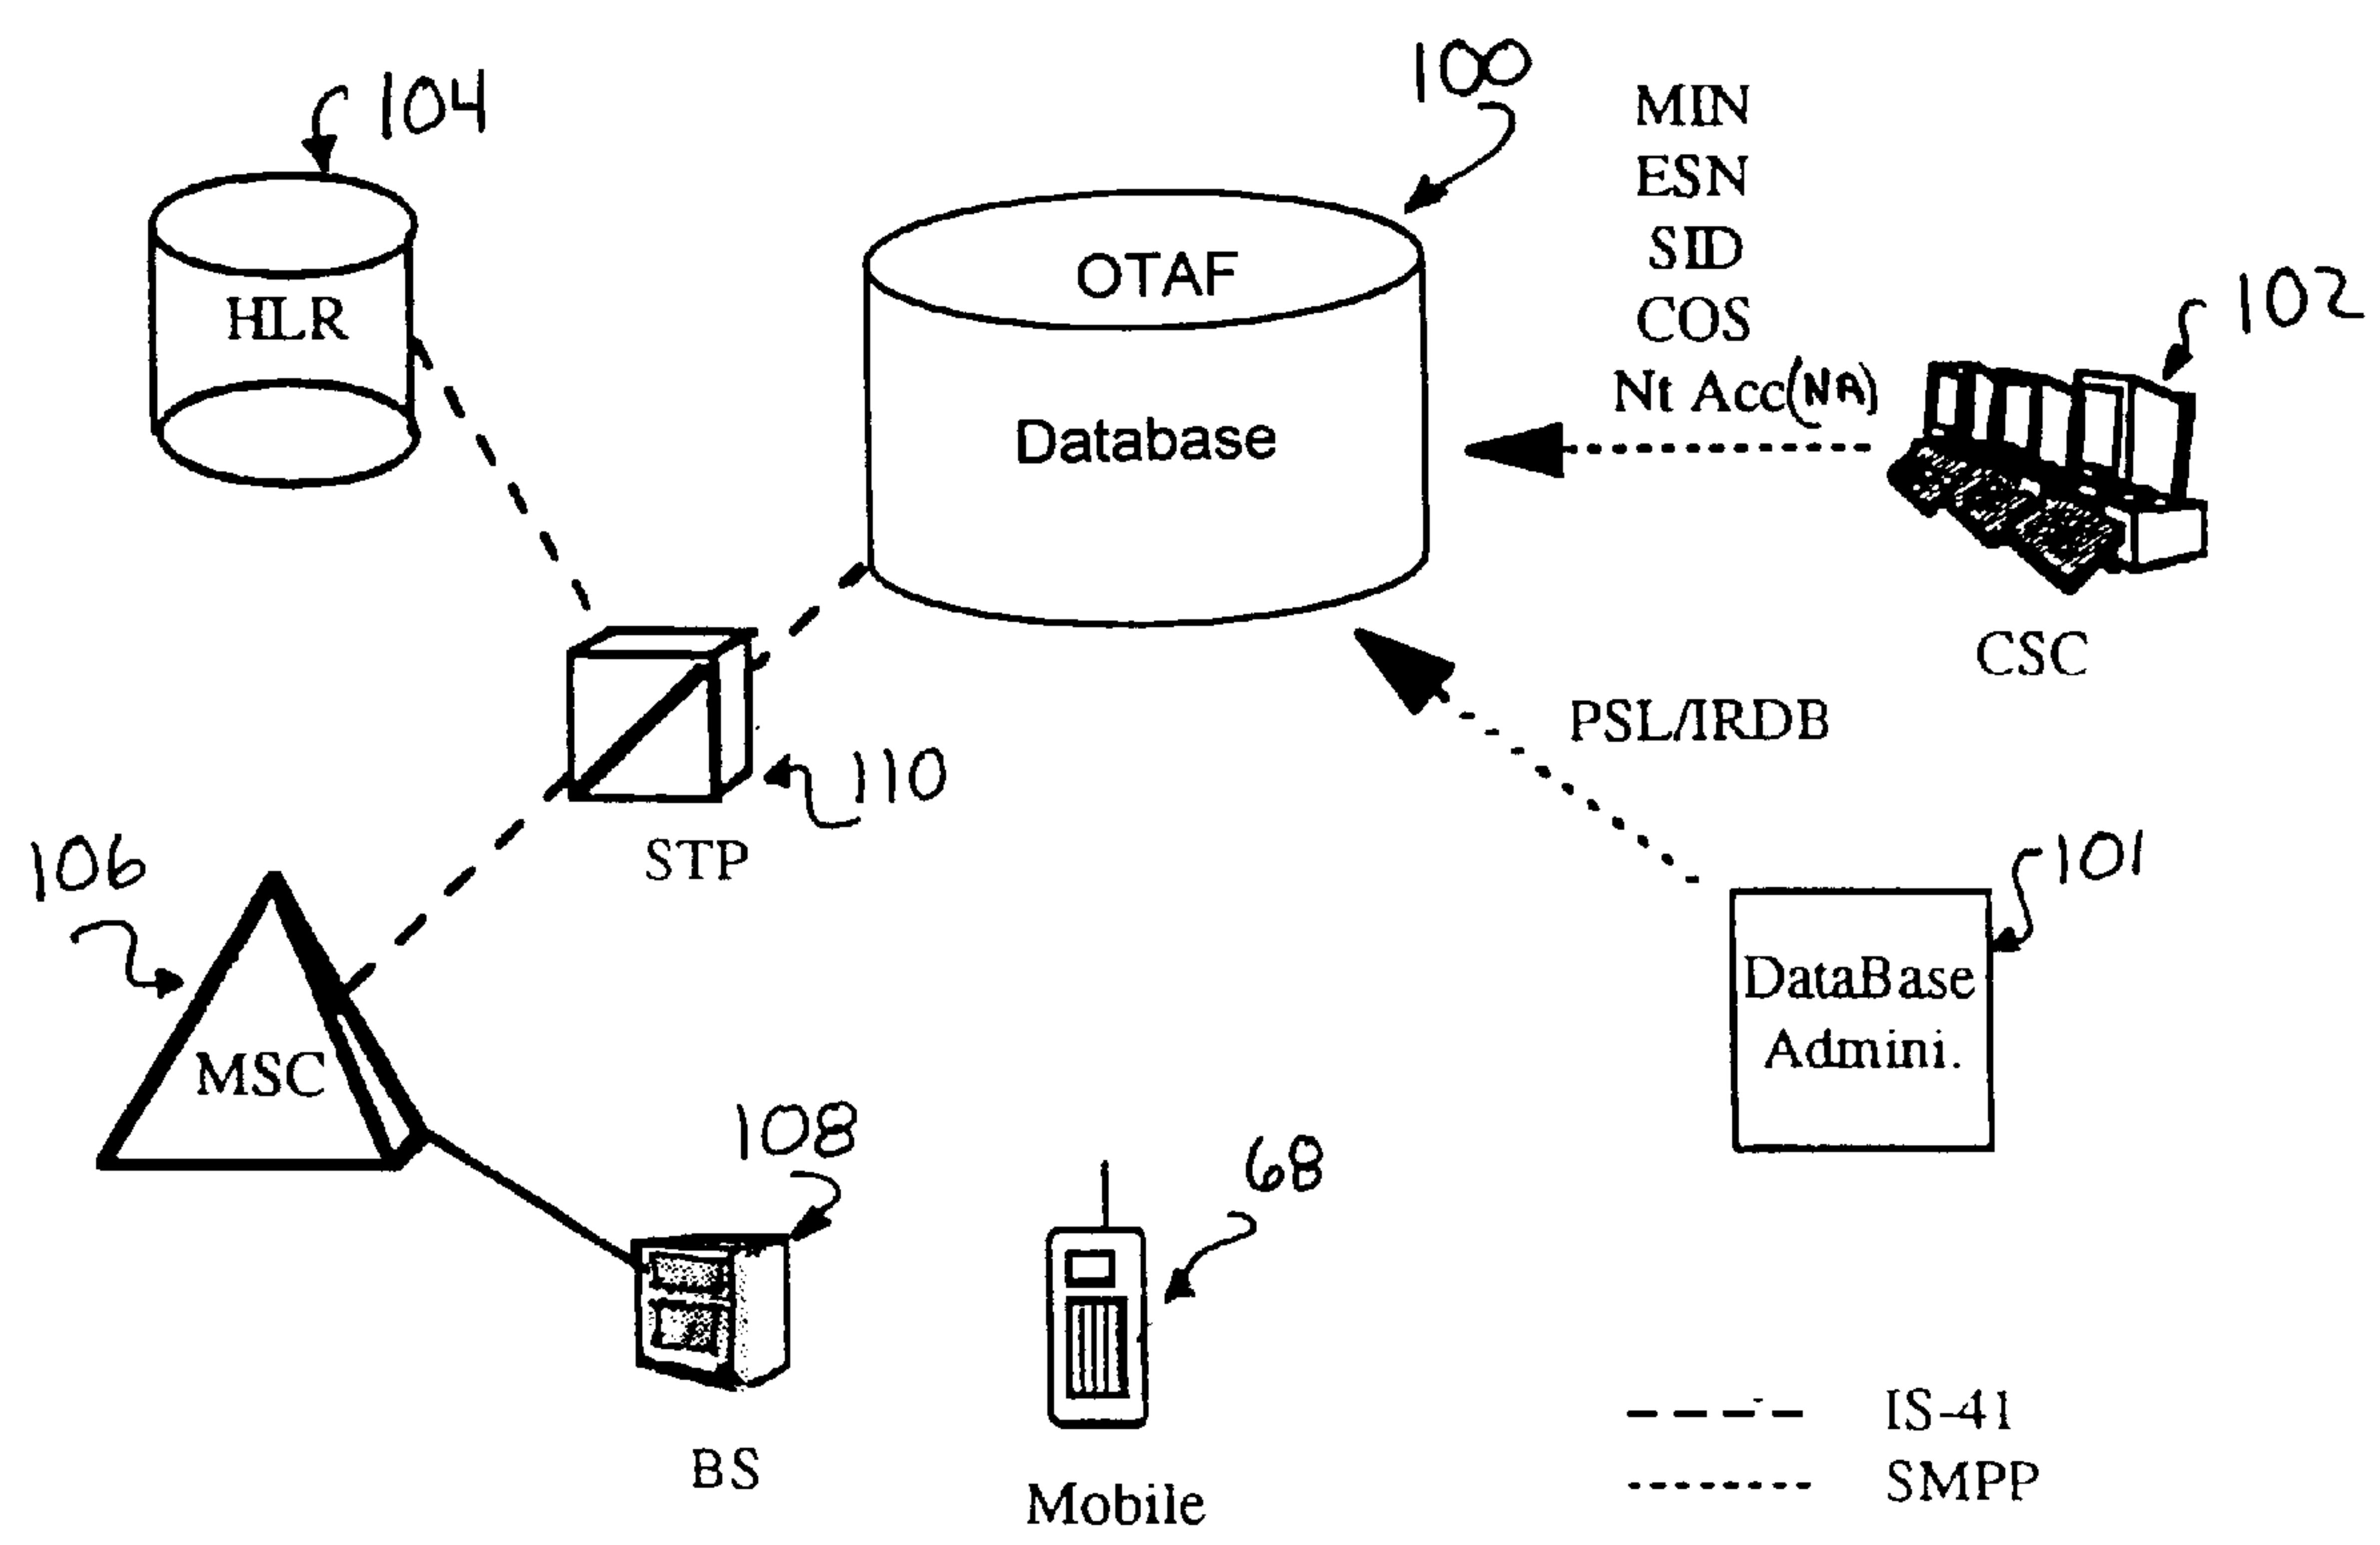 104
100
MIN
ESN
SID
COS
Nt Acc(NA)
102
HLR
OTAF
Database
CSC
PSL/IRDB
110
STP
106
101
DataBase
Admini.
MSC
108
68
BS
Mobile
IS-41
SMPP